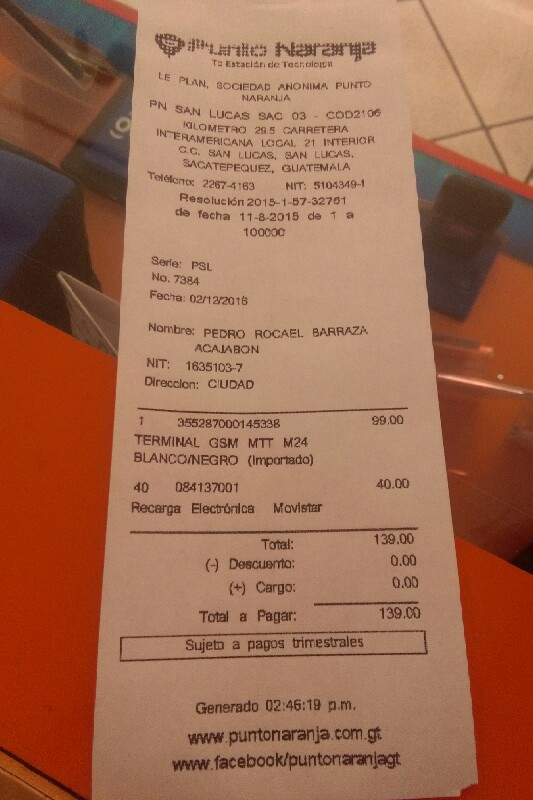 Punto Naranja
Tu Estación de Tecnología
LE PLAN, SOCIEDAD ANONIMA PUNTO
NARANJA
PN SAN LUCAS SAC 03 - COD2106
KILOMETRO 29.5 CARRETERA
INTERAMERICANA LOCAL 21 INTERIOR
C.C. SAN LUCAS, SAN LUCAS,
SACATEPEQUEZ, GUATEMALA
Teléfono: 2267-4163 NIT: 5104349-1
Resolución 2015-1-57-32751
de fecha 11-8-2015 de 1 a
100000
Serie: PSL
No. 7384
Fecha: 02/12/2016
Nombre: PEDRO ROCAEL BARRAZA
ACAJABON
NIT: 1635103-7
Direccion: CIUDAD
1 355287000145338 99.00
TERMINAL GSM MTT M24
BLANCO/NEGRO (Importado)
40 084137001 40.00
Recarga Electrónica Movistar
Total: 139.00
(-) Descuento: 0.00
(+) Cargo: 0.00
Total a Pagar: 139.00
Sujeto a pagos trimestrales
Generado 02:46:19 p.m.
www.puntonaranja.com.gt
www.facebook/puntonaranjagt